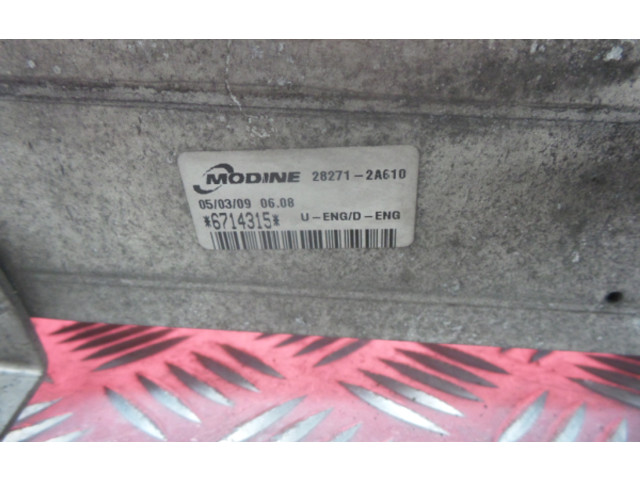 MODINE 28271-2A610
05/03/09 06.08
*6714315* U-ENG/D-ENG